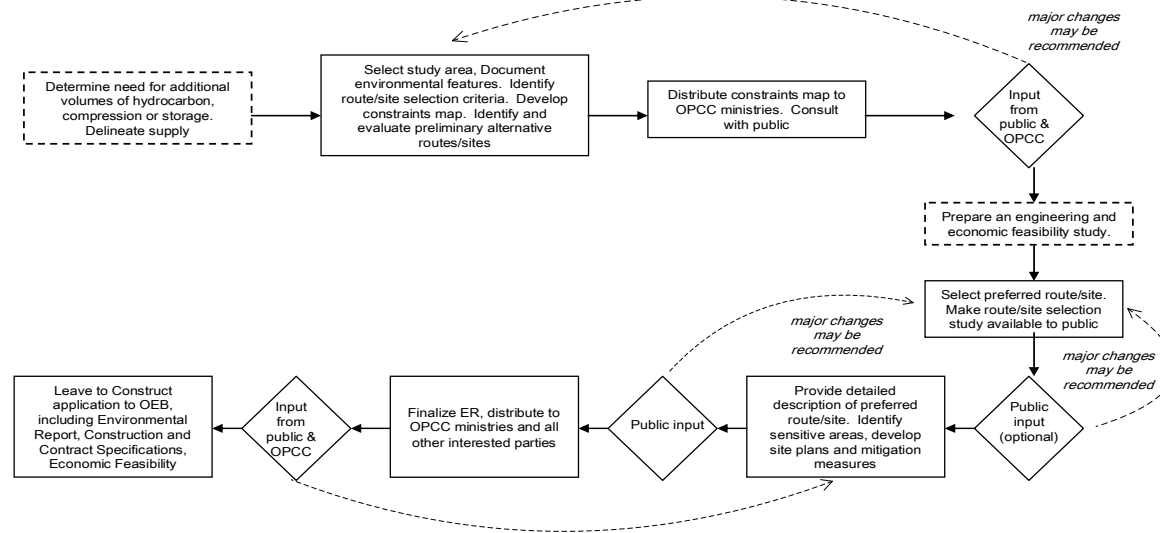 major changes
may be
recommended
Determine need for additional
volumes of hydrocarbon,
compression or storage.
Delineate supply
Select study area, Document
environmental features.  Identify
route/site selection criteria.  Develop
constraints map.  Identify and
evaluate preliminary alternative
routes/sites
Distribute constraints map to
OPCC ministries.  Consult
with public
Input
from
public &
OPCC
Prepare an engineering and
economic feasibility study.
Select preferred route/site.
Make route/site selection
study available to public
major changes
may be
recommended
major changes
may be
recommended
Public
input
(optional)
Provide detailed
description of preferred
route/site.  Identify
sensitive areas, develop
site plans and mitigation
measures
Public input
Finalize ER, distribute to
OPCC ministries and all
other interested parties
Input
from
public &
OPCC
Leave to Construct
application to OEB,
including Environmental
Report, Construction and
Contract Specifications,
Economic Feasibility